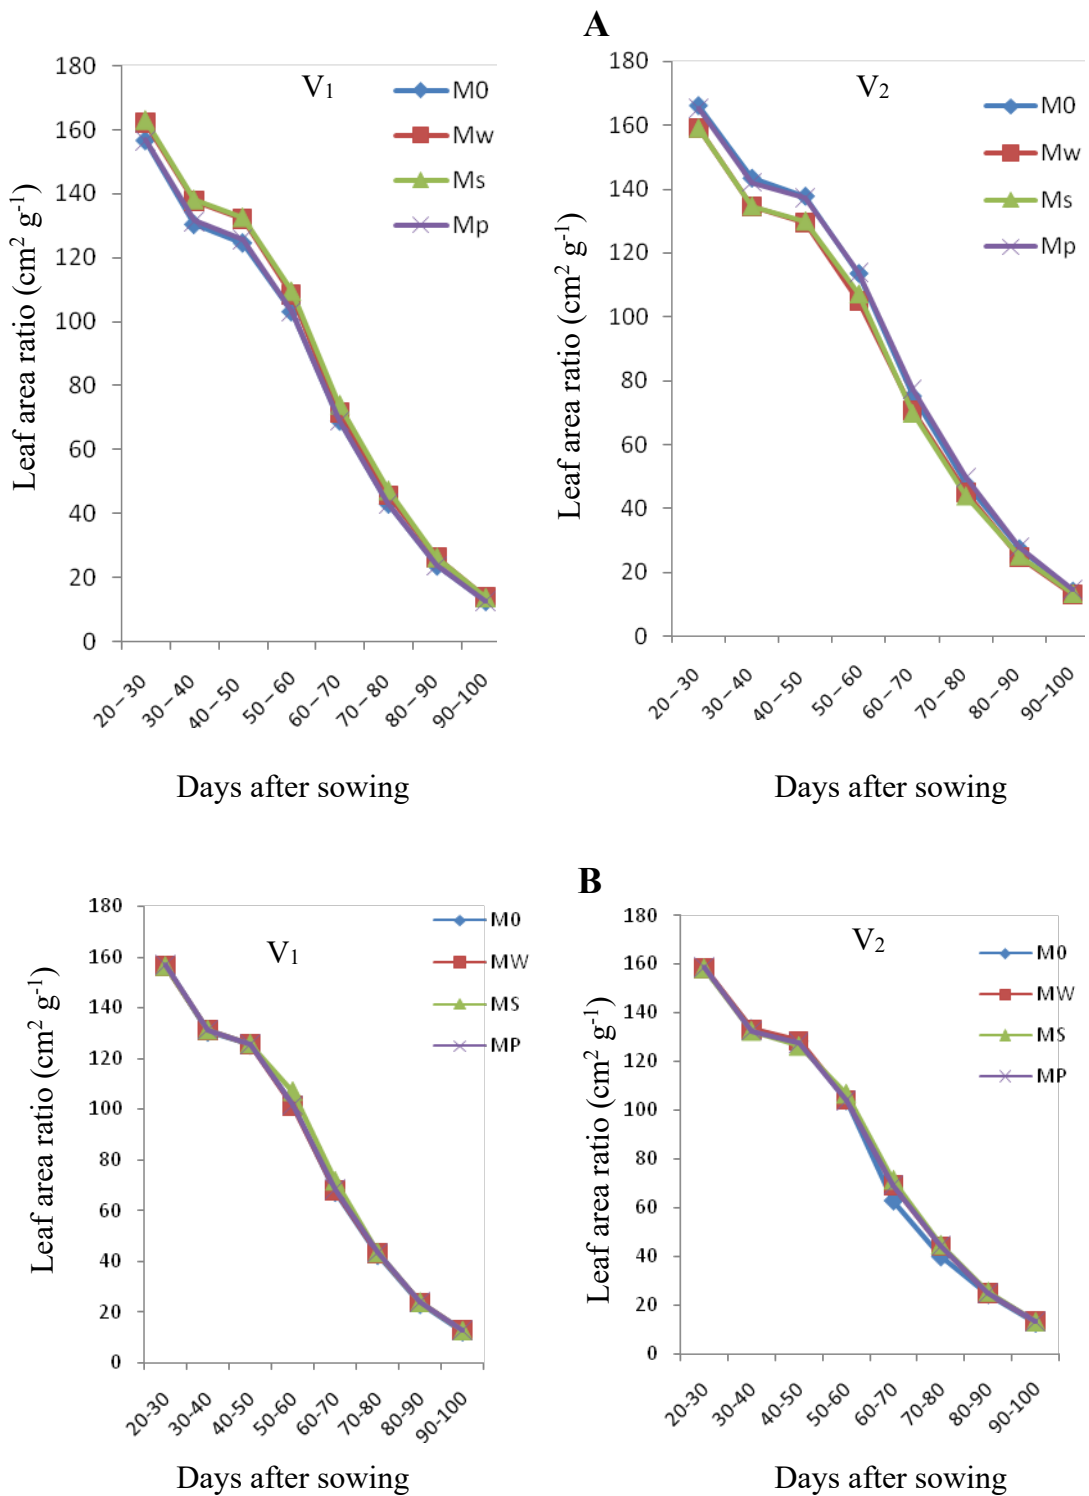 A
V1
M0
Mw
Ms
Mp
180
160
140
120
100
80
60
40
20
0
Leaf area ratio (cm2 g-1)
20-30
30-40
40-50
50-60
60-70
70-80
80-90
90-100
Days after sowing
V2
M0
Mw
Ms
Mp
180
160
140
120
100
80
60
40
20
0
Leaf area ratio (cm2 g-1)
20-30
30-40
40-50
50-60
60-70
70-80
80-90
90-100
Days after sowing
B
V1
M0
MW
MS
MP
180
160
140
120
100
80
60
40
20
0
Leaf area ratio (cm2 g-1)
20-30
30-40
40-50
50-60
60-70
70-80
80-90
90-100
Days after sowing
V2
M0
MW
MS
MP
180
160
140
120
100
80
60
40
20
0
Leaf area ratio (cm2 g-1)
20-30
30-40
40-50
50-60
60-70
70-80
80-90
90-100
Days after sowing